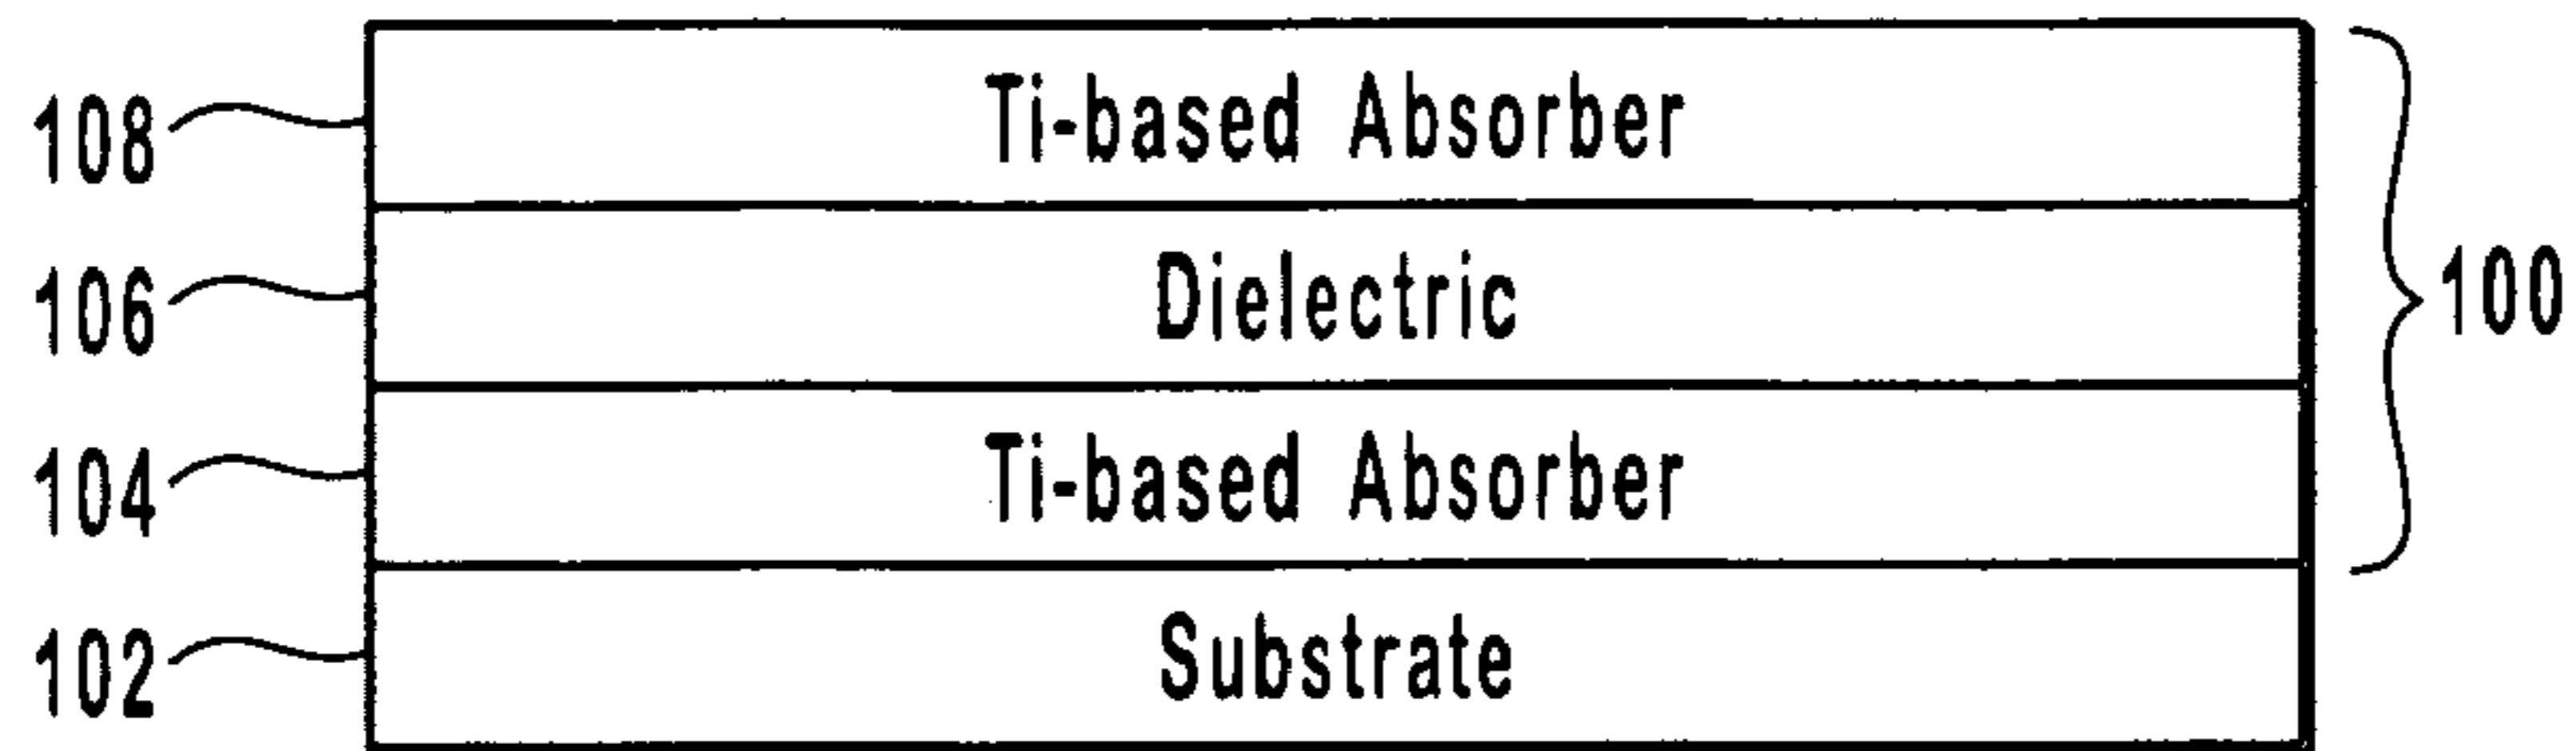 108 Ti-based Absorber
106 Dielectric
100
104 Ti-based Absorber
102 Substrate